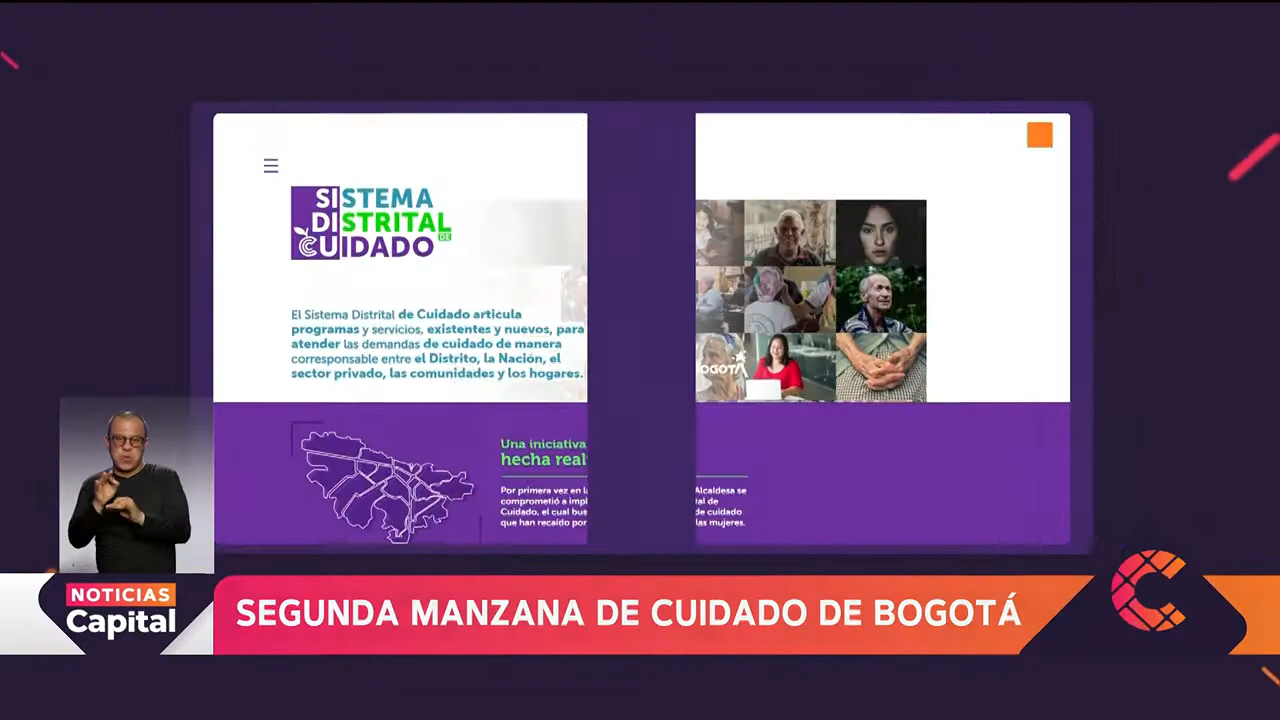 SISTEMA
DISTRITAL
DE
CUIDADO
El Sistema Distrital de Cuidado articula
programas y servicios, existentes y nuevos, para
atender las demandas de cuidado de manera
corresponsable entre el Distrito, la Nación, el
sector privado, las comunidades y los hogares.
BOGOTÁ
Una iniciativa
hecha real
Por primera vez en la
Alcaldesa se
comprometió a impl
tal de
Cuidado, el cual bus
de cuidado
que han recaído por
las mujeres.
NOTICIAS
Capital
SEGUNDA MANZANA DE CUIDADO DE BOGOTÁ